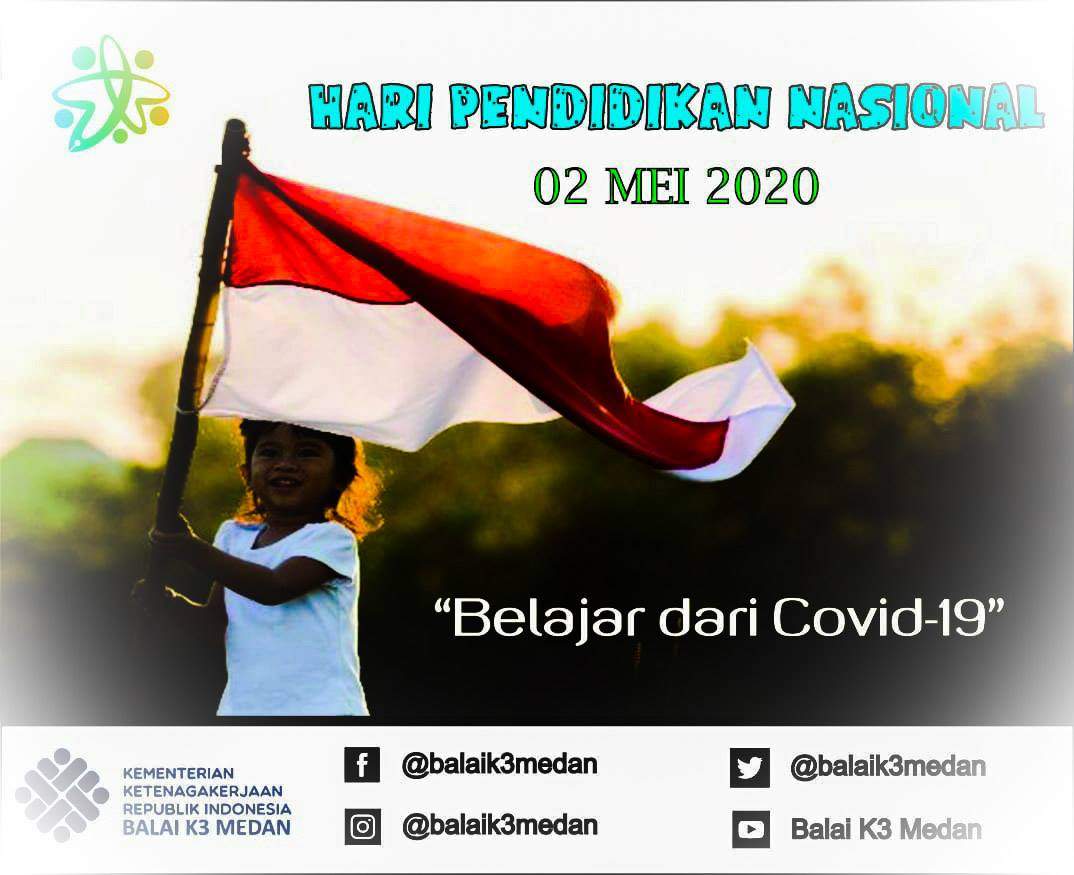 HARI PENDIDIKAN NASIONAL
02 MEI 2020
“Belajar dari Covid-19”
KEMENTERIAN
KETENAGAKERJAAN
REPUBLIK INDONESIA
BALAI K3 MEDAN
@balaik3medan
@balaik3medan
@balaik3medan
Balai K3 Medan